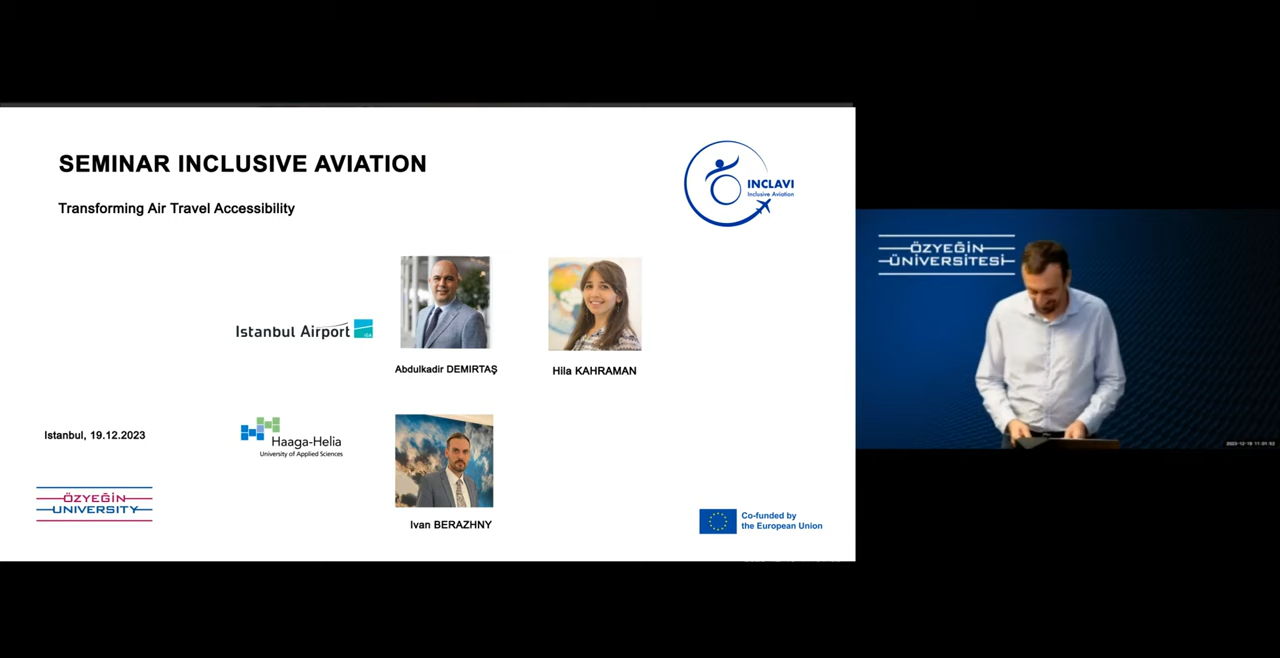 SEMINAR INCLUSIVE AVIATION
Transforming Air Travel Accessibility
INCLAVI
Inclusive Aviation
ÖZYEĞİN
ÜNİVERSİTESİ
Istanbul Airport
İGA
Abdulkadir DEMIRTAŞ
Hila KAHRAMAN
Istanbul, 19.12.2023
Haaga-Helia
University of Applied Sciences
ÖZYEĞİN
UNIVERSITY
Ivan BERAZHNY
Co-funded by
the European Union